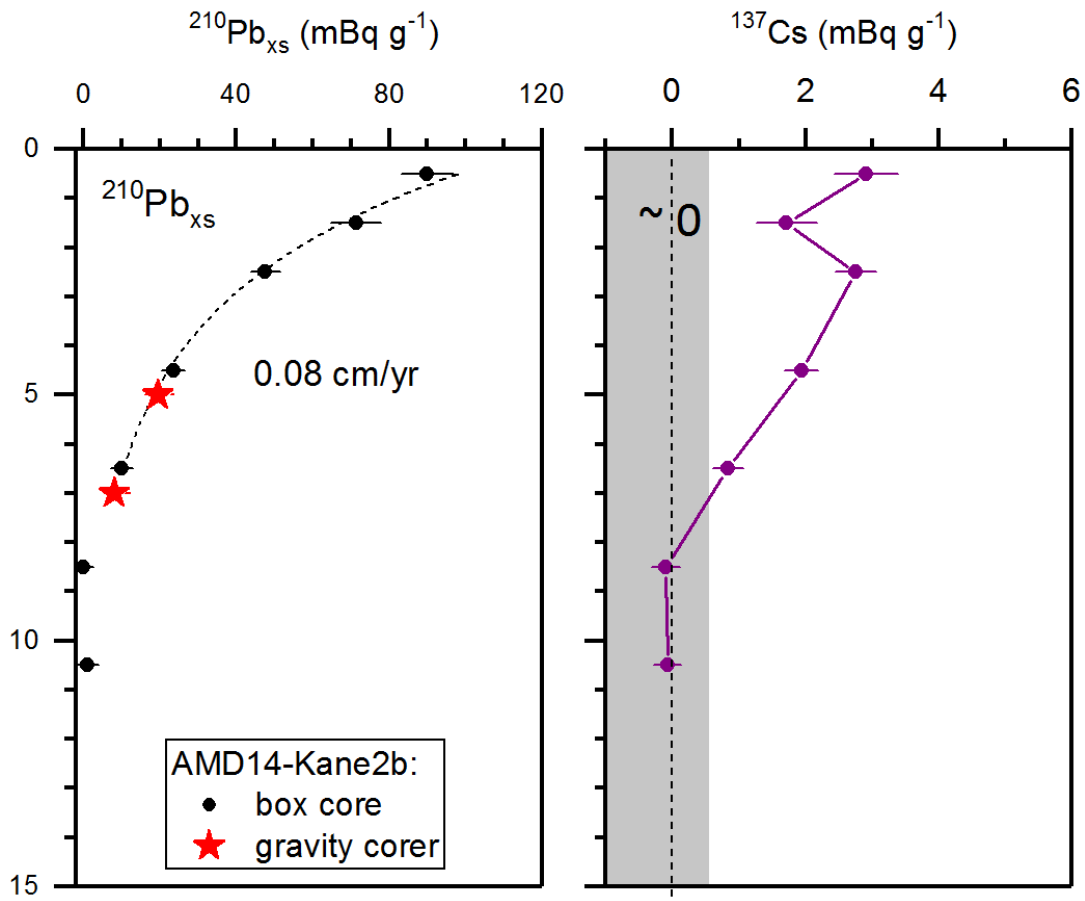 ²¹⁰Pbₓₛ (mBq g⁻¹)
0 40 80 120
¹³⁷Cs (mBq g⁻¹)
0 2 4 6
0
5
10
15
²¹⁰Pbₓₛ
0.08 cm/yr
AMD14-Kane2b:
box core
gravity corer
~ 0